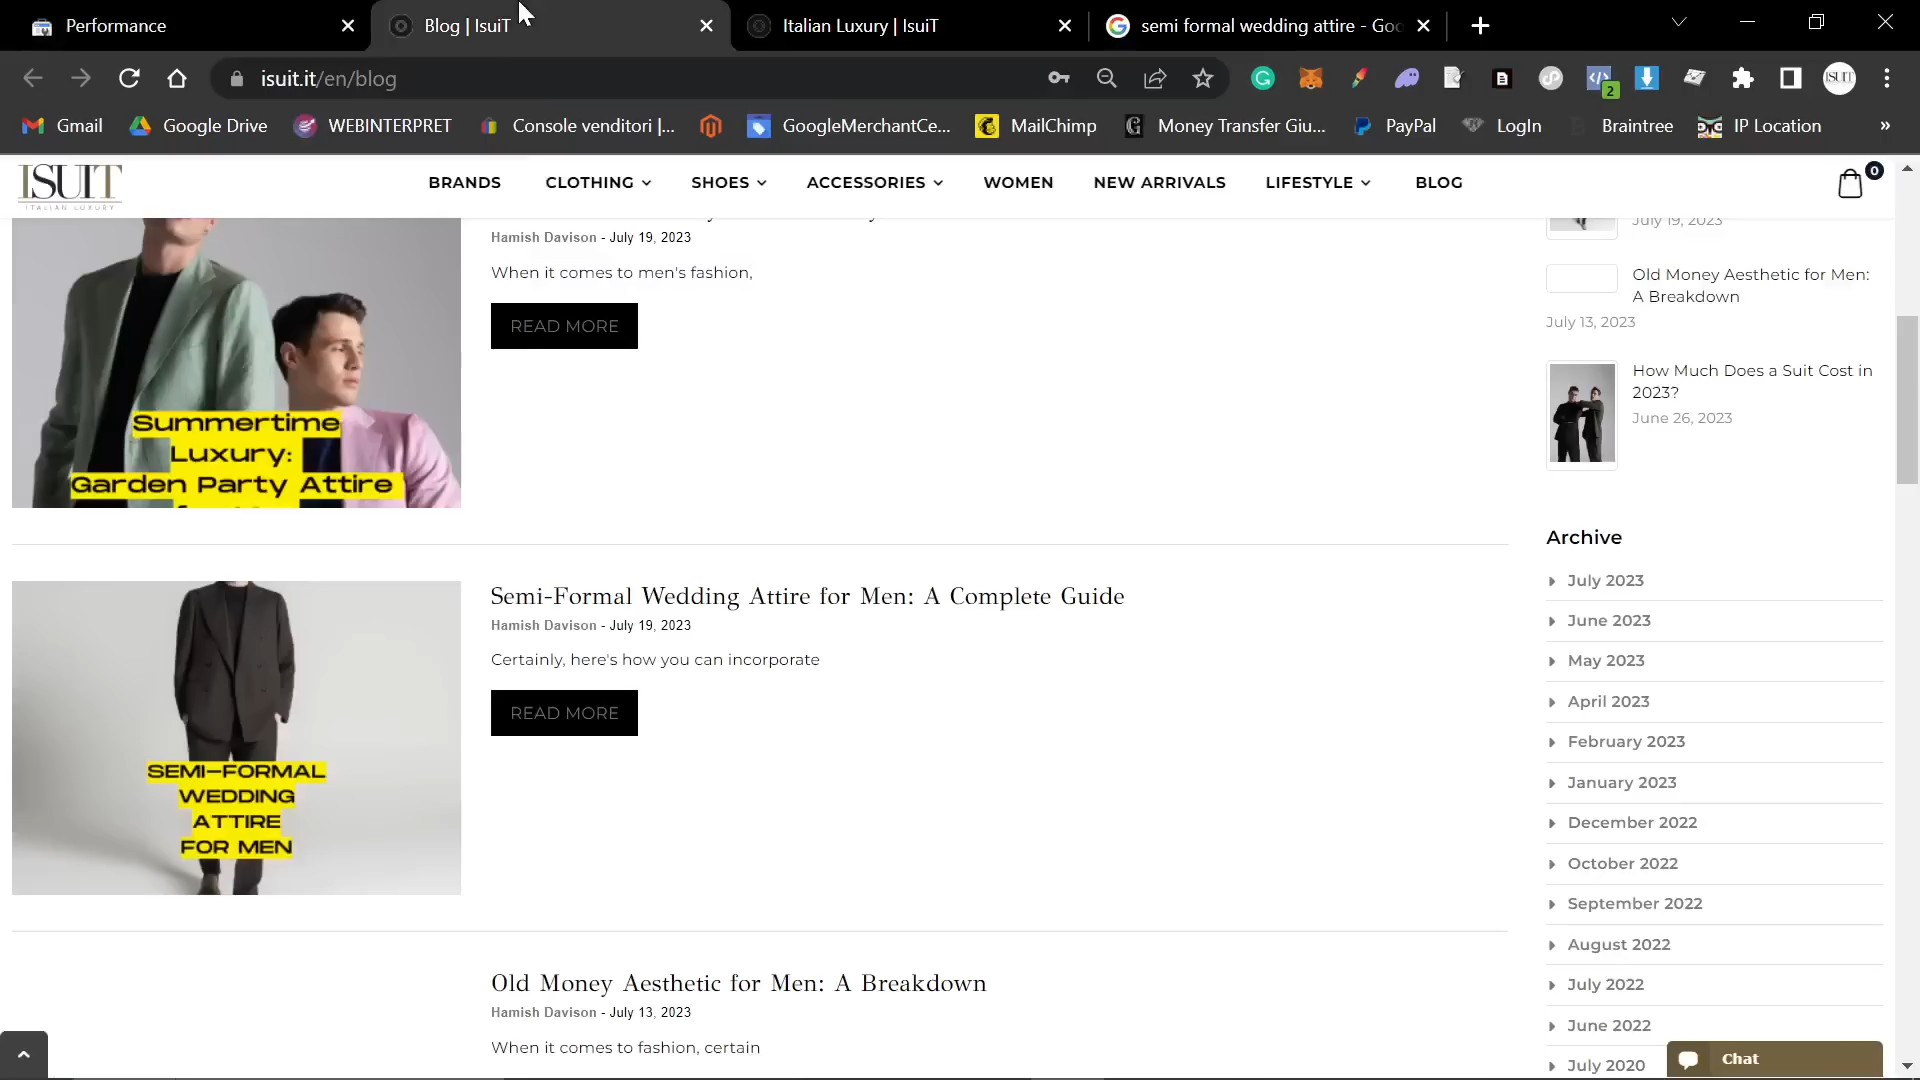 Performance
Blog | IsuiT
Italian Luxury | IsuiT
semi formal wedding attire - Goo
isuit.it/en/blog
2
ISUIT
Gmail
Google Drive
WEBINTERPRET
Console venditori |...
GoogleMerchantCe...
MailChimp
Money Transfer Giu...
PayPal
LogIn
Braintree
IP Location
»
ISUIT
ITALIAN LUXURY
BRANDS
CLOTHING
SHOES
ACCESSORIES
WOMEN
NEW ARRIVALS
LIFESTYLE
BLOG
0
Hamish Davison - July 19, 2023
When it comes to men's fashion,
READ MORE
Summertime
Luxury:
Garden Party Attire
Semi-Formal Wedding Attire for Men: A Complete Guide
Hamish Davison - July 19, 2023
Certainly, here's how you can incorporate
READ MORE
SEMI-FORMAL
WEDDING
ATTIRE
FOR MEN
Old Money Aesthetic for Men: A Breakdown
Hamish Davison - July 13, 2023
When it comes to fashion, certain
July 19, 2023
Old Money Aesthetic for Men:
A Breakdown
July 13, 2023
How Much Does a Suit Cost in
2023?
June 26, 2023
Archive
July 2023
June 2023
May 2023
April 2023
February 2023
January 2023
December 2022
October 2022
September 2022
August 2022
July 2022
June 2022
July 2020
Chat